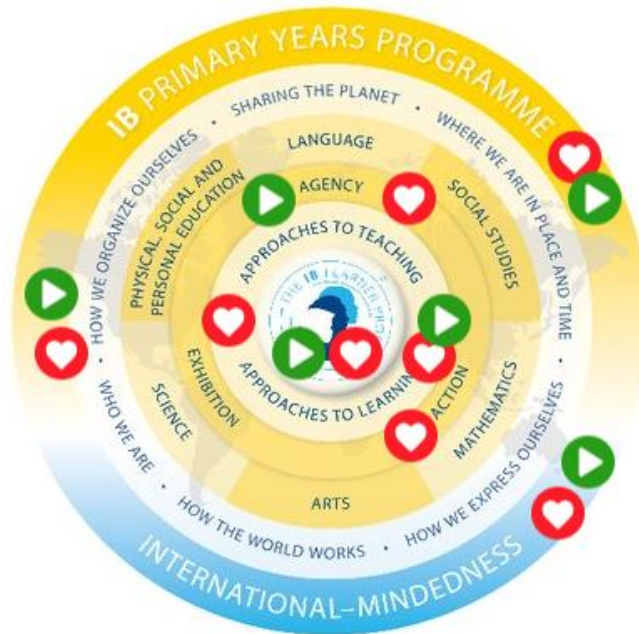 IB PRIMARY YEARS PROGRAMME
SHARING THE PLANET
WHERE WE ARE IN PLACE AND TIME
HOW WE EXPRESS OURSELVES
HOW THE WORLD WORKS
WHO WE ARE
HOW WE ORGANIZE OURSELVES
LANGUAGE
SOCIAL STUDIES
MATHEMATICS
ARTS
SCIENCE
PHYSICAL, SOCIAL AND
PERSONAL EDUCATION
AGENCY
ACTION
EXHIBITION
APPROACHES TO TEACHING
APPROACHES TO
THE IB
INTERNATIONAL–MINDEDNESS